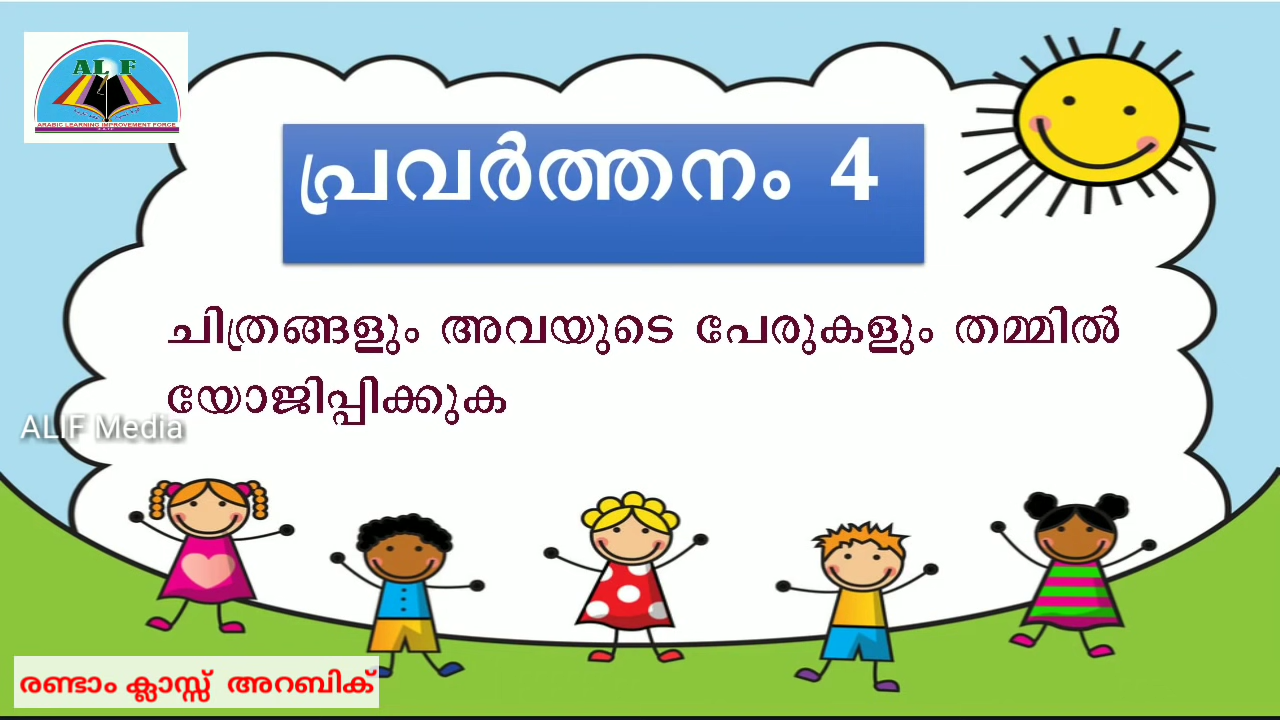 ALIF
ARABIC LEARNING IMPROVEMENT FORCE
പ്രവർത്തനം 4
ചിത്രങ്ങളും അവയുടെ പേരുകളും തമ്മിൽ
യോജിപ്പിക്കുക
ALIF Media
രണ്ടാം ക്ലാസ്സ് അറബിക്